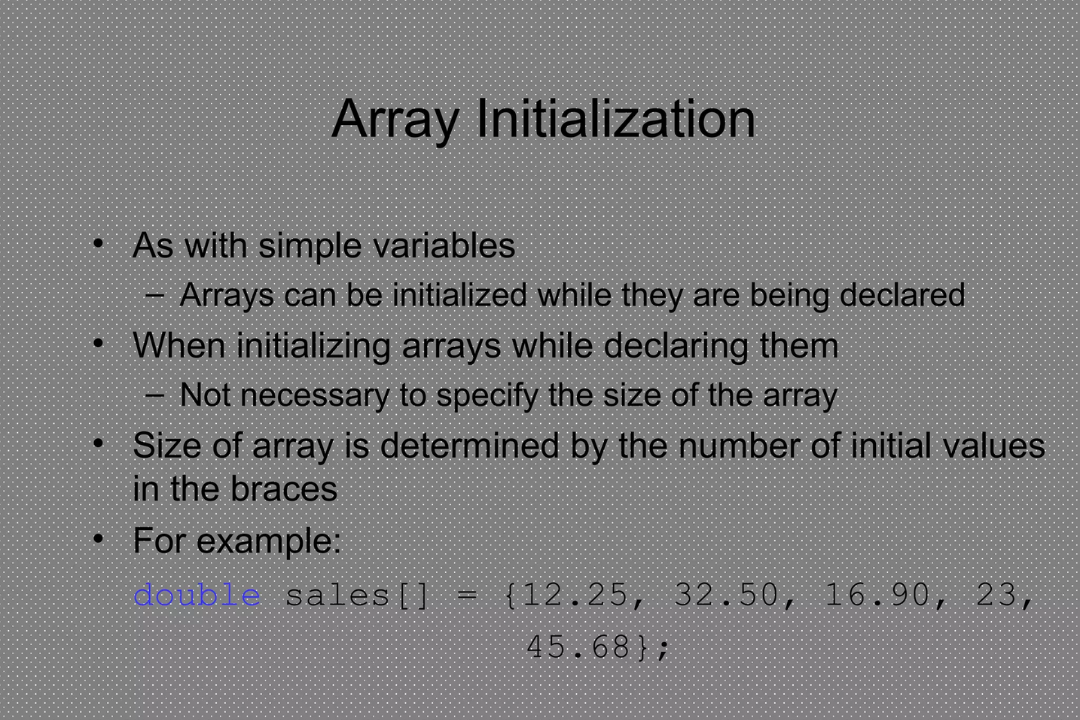 Array Initialization
• As with simple variables
– Arrays can be initialized while they are being declared
• When initializing arrays while declaring them
– Not necessary to specify the size of the array
• Size of array is determined by the number of initial values
in the braces
• For example:
double sales[] = {12.25, 32.50, 16.90, 23,
45.68};